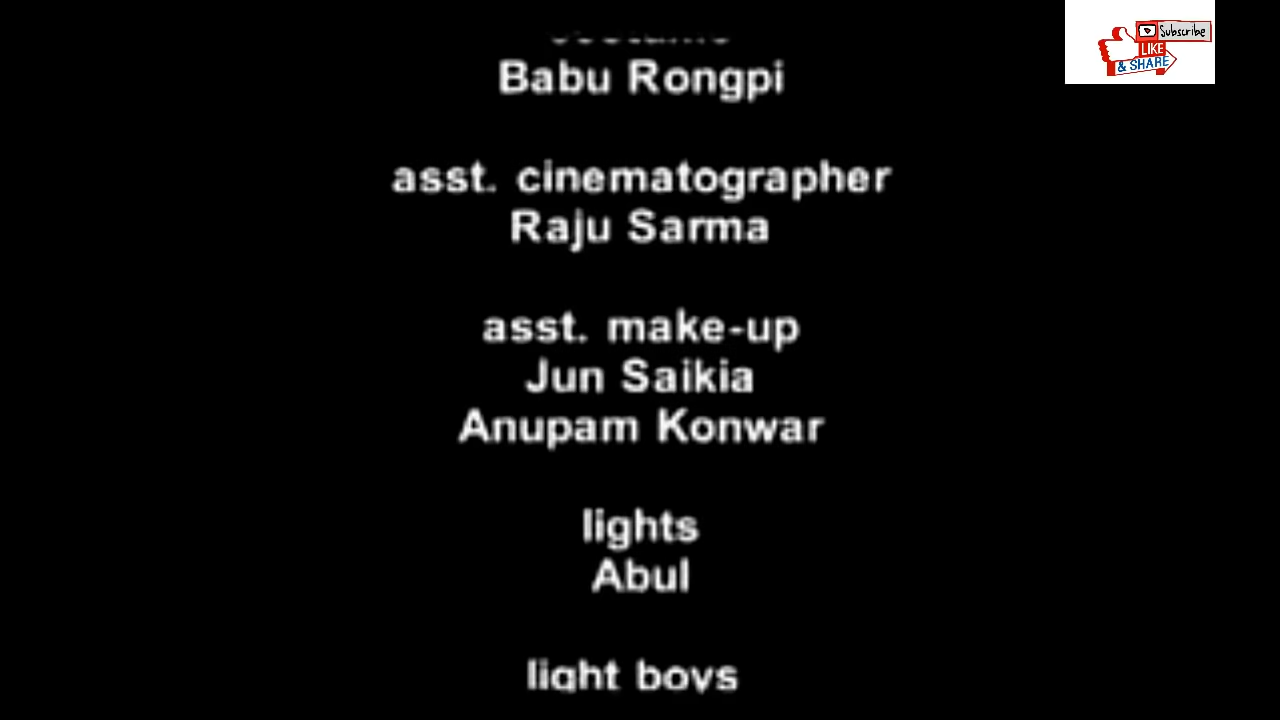 Subscribe
LIKE
& SHARE
Babu Rongpi
asst. cinematographer
Raju Sarma
asst. make-up
Jun Saikia
Anupam Konwar
lights
Abul
light boys